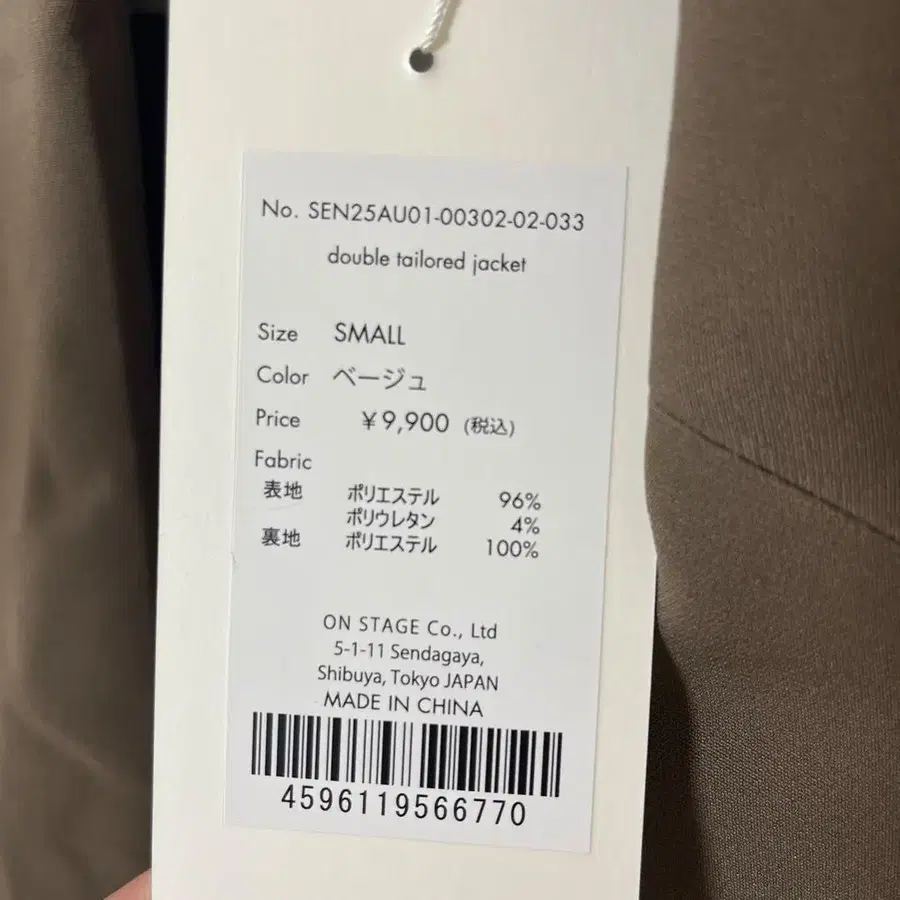 No. SEN25AU01-00302-02-033
double tailored jacket
Size SMALL
Color ベージュ
Price ¥9,900 (税込)
Fabric
表地 ポリエステル 96%
ポリウレタン 4%
裏地 ポリエステル 100%
ON STAGE Co., Ltd
5-1-11 Sendagaya,
Shibuya, Tokyo JAPAN
MADE IN CHINA
4596119566770